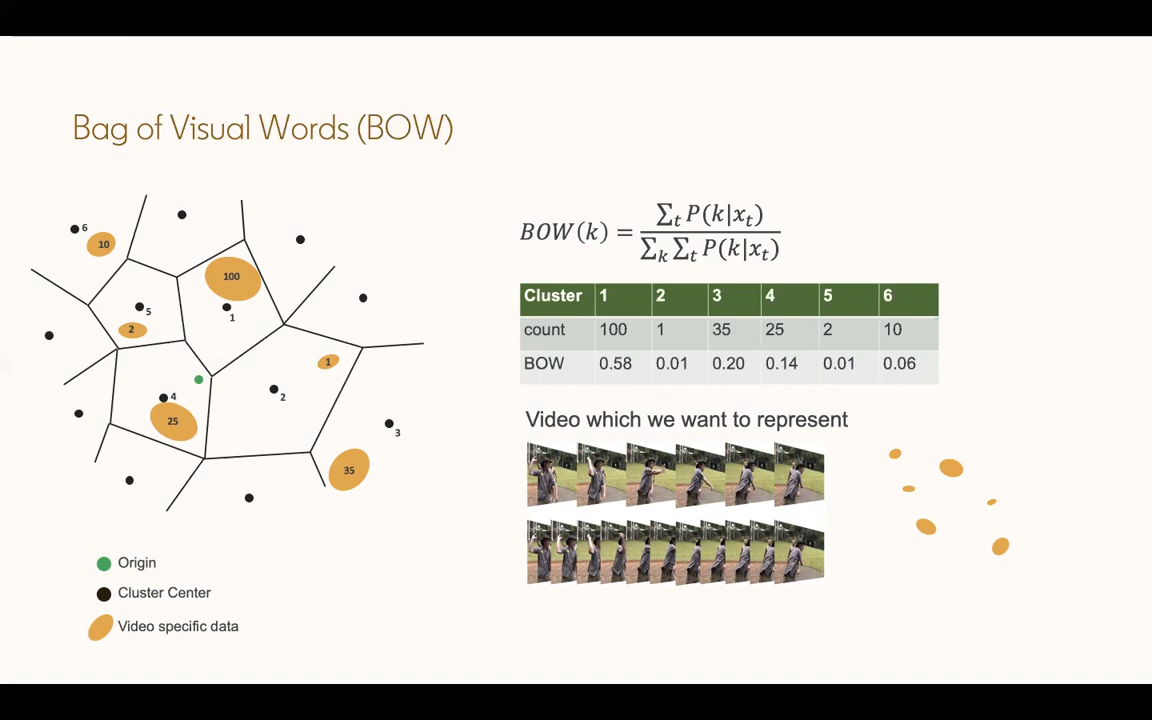 Bag of Visual Words (BOW)
6
10
100
1
5
2
1
4
25
2
3
35
Origin
Cluster Center
Video specific data
BOW(k) = ∑ₜ P(k|xₜ) / ∑ₖ ∑ₜ P(k|xₜ)
Cluster 1 2 3 4 5 6
count 100 1 35 25 2 10
BOW 0.58 0.01 0.20 0.14 0.01 0.06
Video which we want to represent